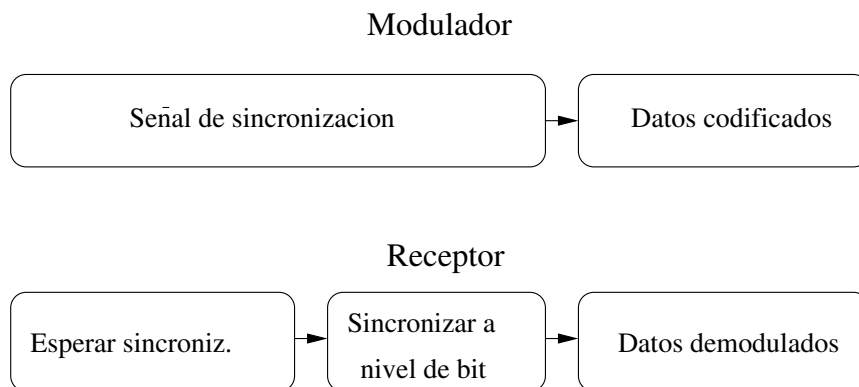 Modulador
Señal de sincronizacion
Datos codificados
Receptor
Esperar sincroniz.
Sincronizar a
nivel de bit
Datos demodulados